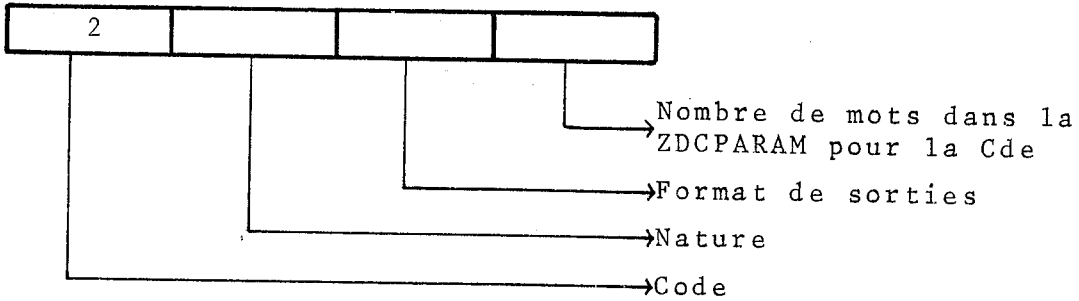 2
Nombre de mots dans la
ZDCPARAM pour la Cde
Format de sorties
Nature
Code